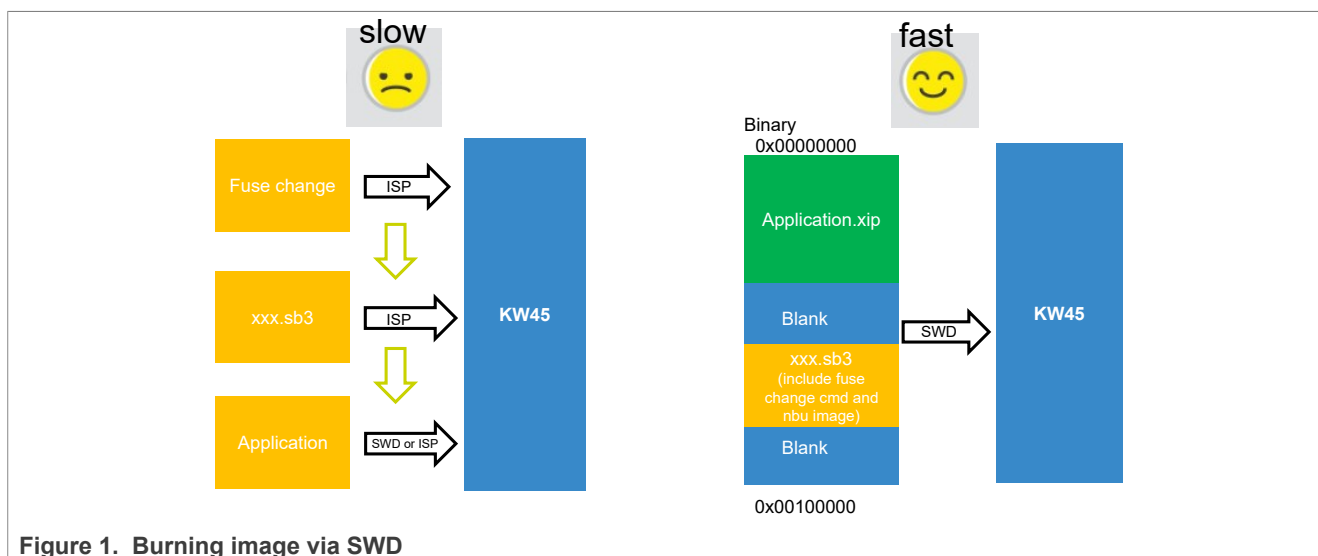 slow
Fuse change
ISP
xxx.sb3
ISP
Application
SWD or ISP
KW45
fast
Binary
0x00000000
Application.xip
Blank
xxx.sb3
(include fuse
change cmd and
nbu image)
Blank
0x00100000
SWD
KW45
Figure 1. Burning image via SWD